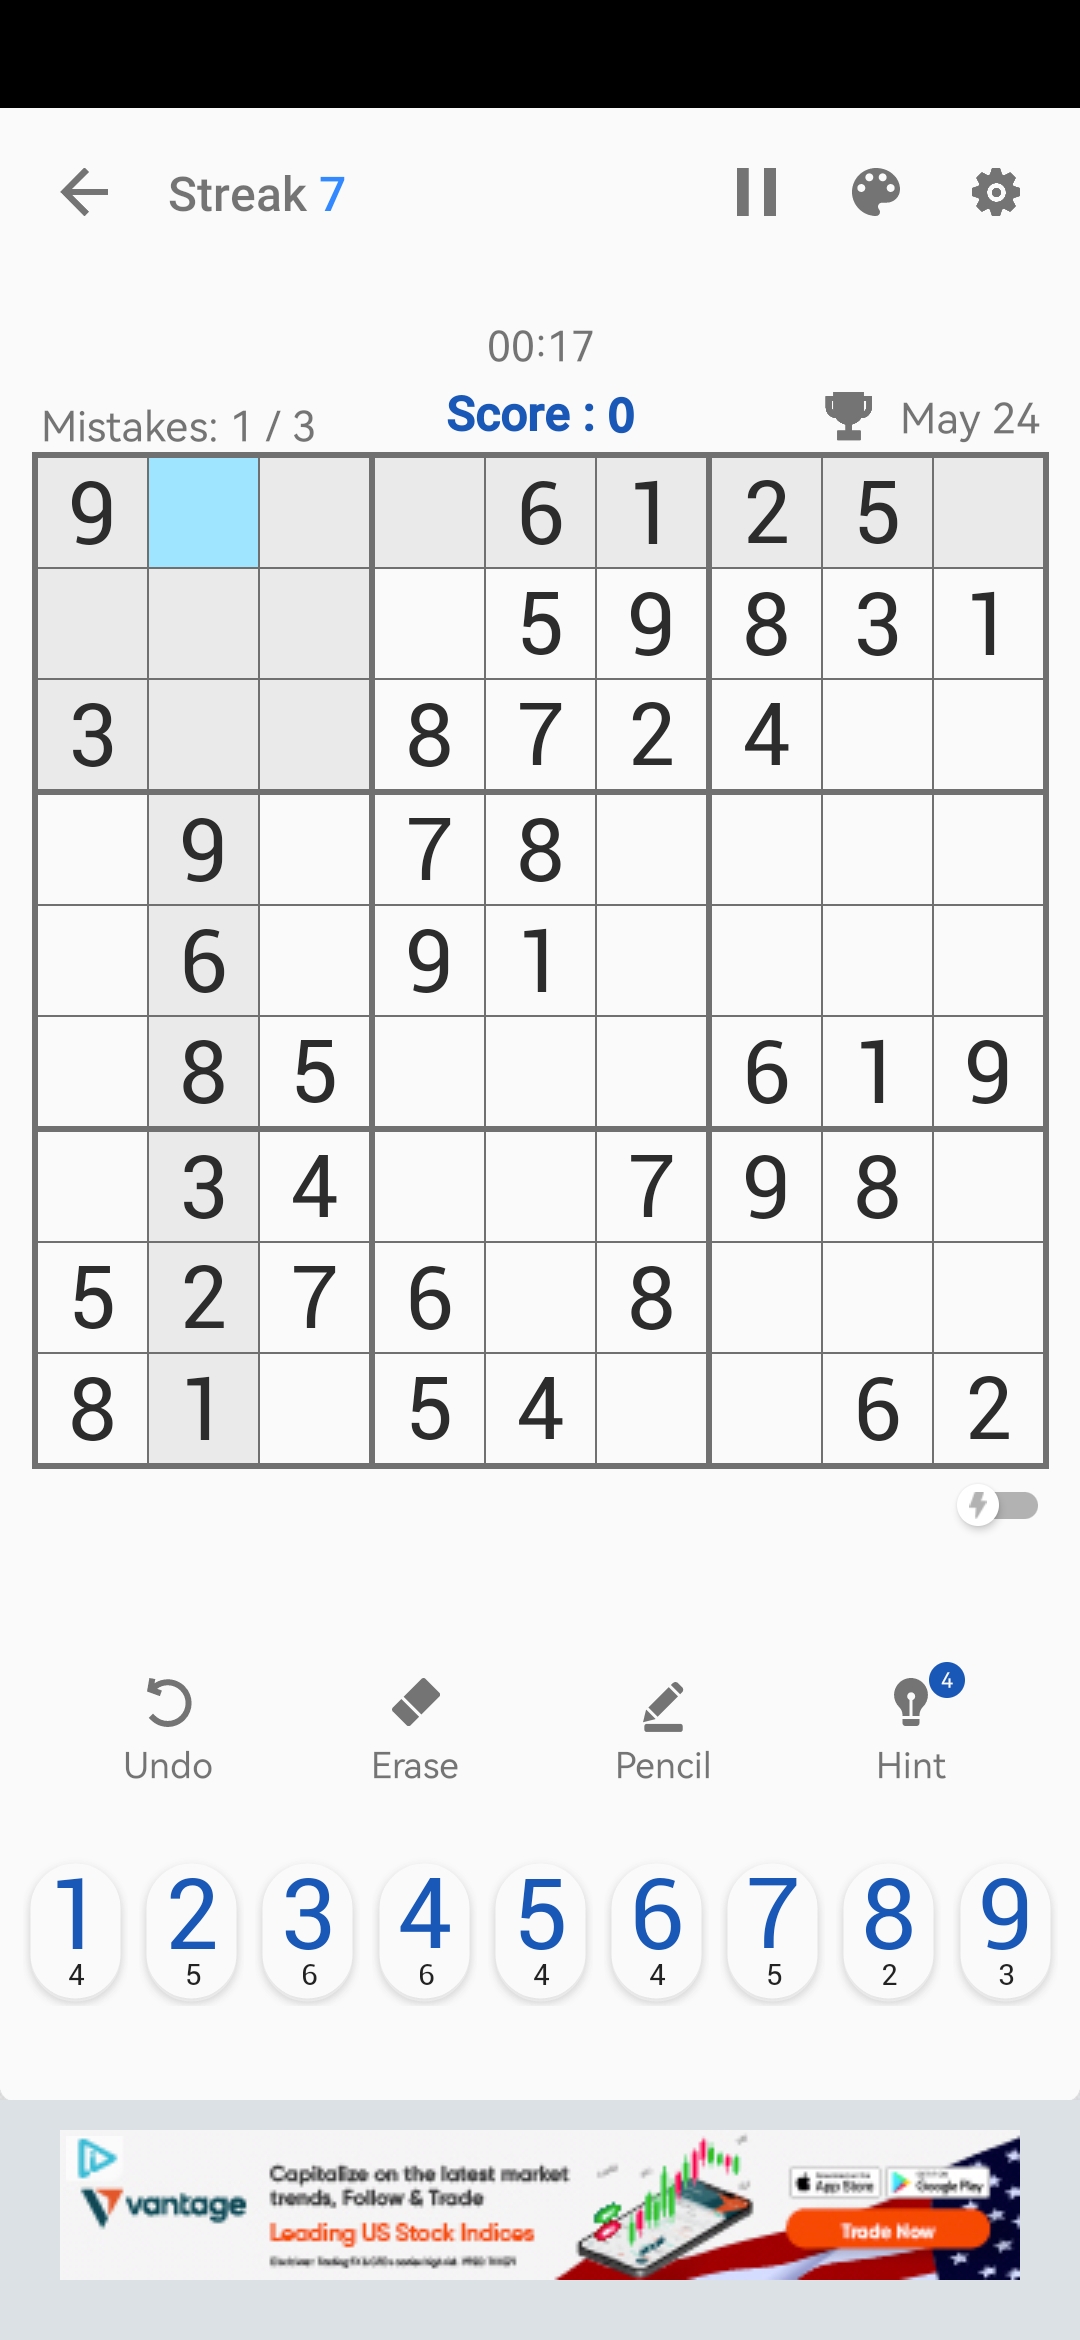 Streak 7
00:17
Mistakes: 1 / 3
Score : 0
May 24
9 6 1 2 5
5 9 8 3 1
3 8 7 2 4
9 7 8
6 9 1
8 5 6 1 9
3 4 7 9 8
5 2 7 6 8
8 1 5 4 6 2
4
Undo Erase Pencil Hint
1 2 3 4 5 6 7 8 9
4 5 6 6 4 4 5 2 3
vantage
Capitalize on the latest market
trends, Follow & Trade
Leading US Stock Indices
App Store
Google Play
Trade Now